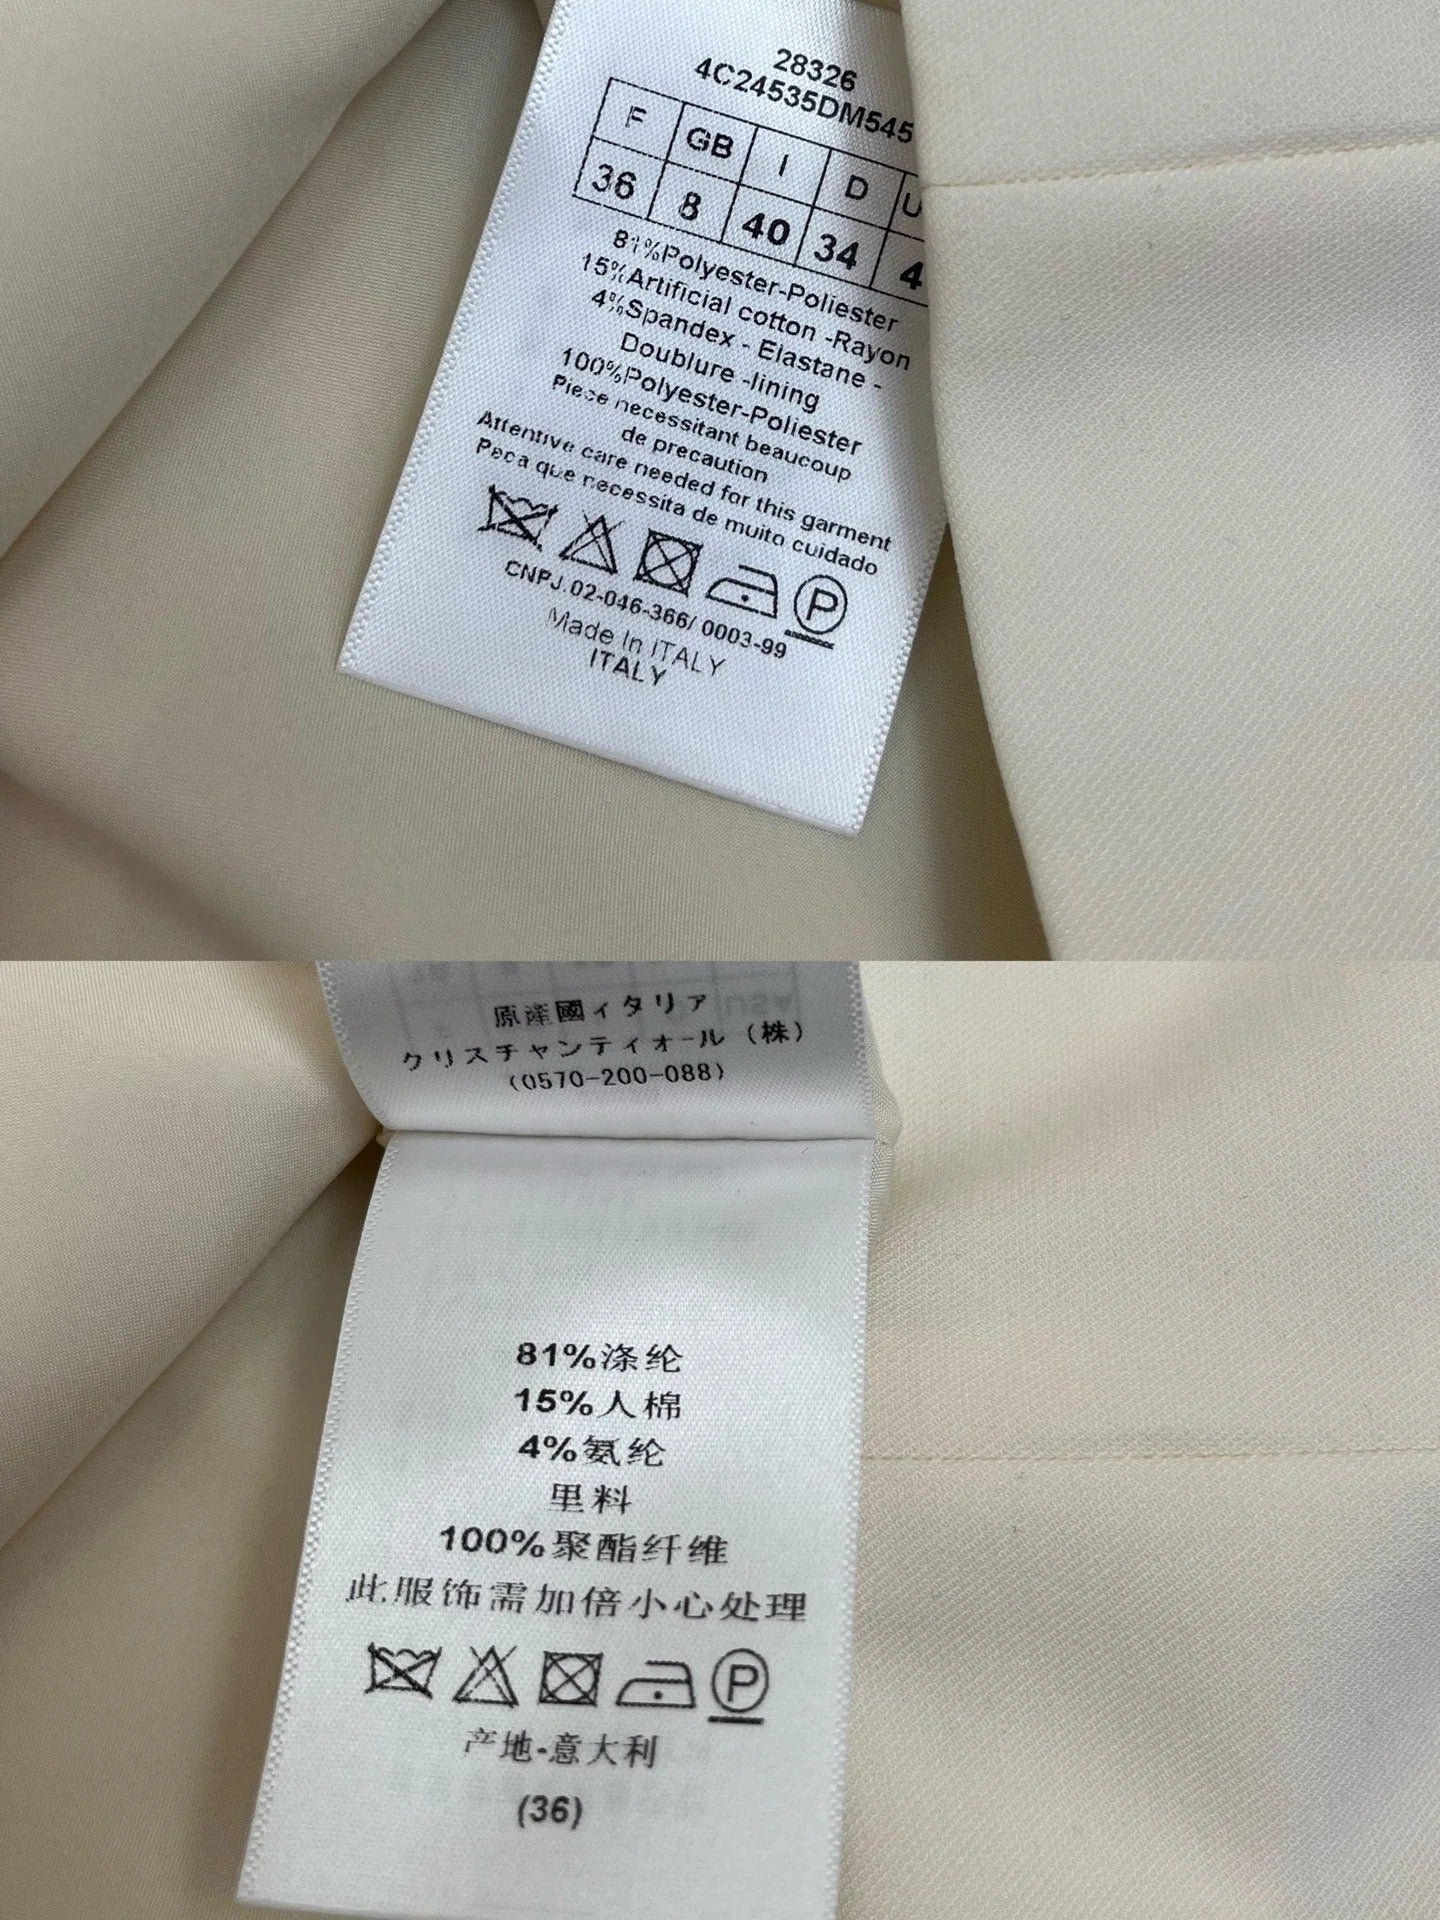 28326
4C24535DM545
F GB I D U
36 8 40 34 4
81%Polyester-Poliester
15%Artificial cotton -Rayon
4%Spandex - Elastane -
Doublure -lining
100%Polyester-Poliester
Piece necessitant beaucoup
de precaution
Attentive care needed for this garment
Peca que necessita de muito cuidado
P
CNPJ.02-046-366/ 0003-99
Made In ITALY
ITALY
原産國ィタリア
クリスチャンティオール（株）
(0570-200-088)
81%涤纶
15%人棉
4%氨纶
里料
100%聚酯纤维
此服饰需加倍小心处理
P
产地-意大利
(36)